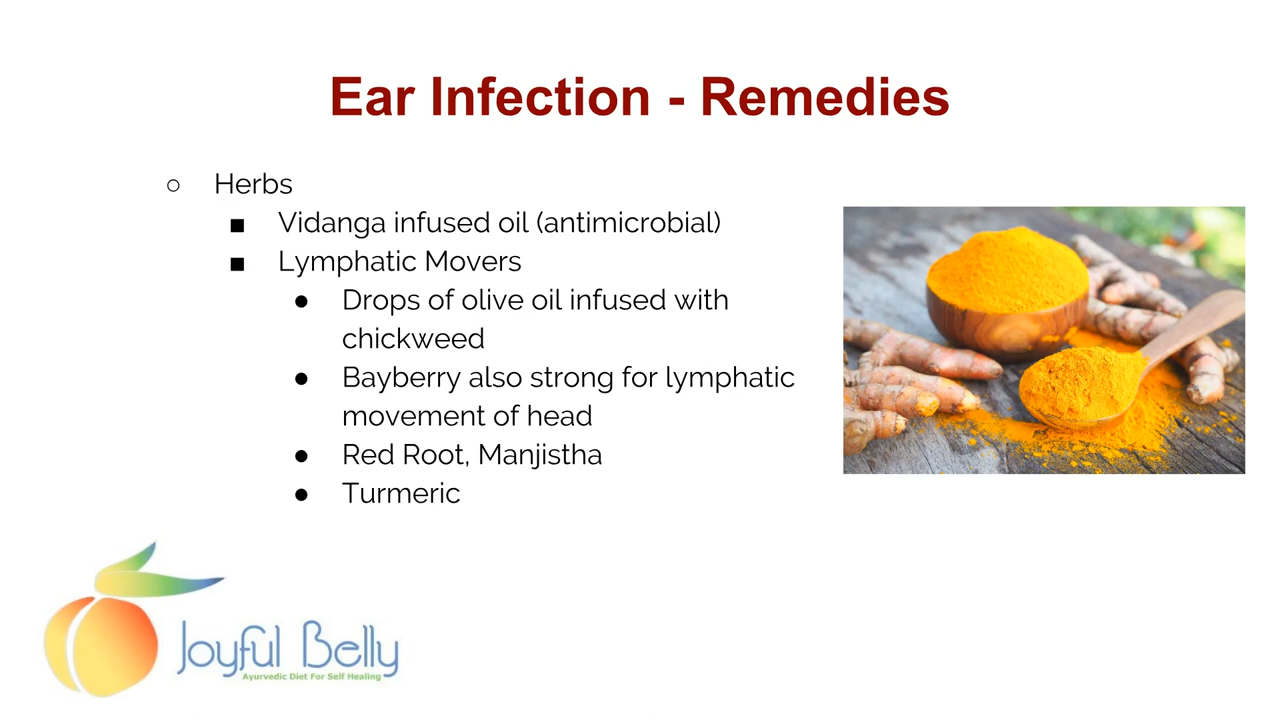 Ear Infection - Remedies
○ Herbs
■ Vidanga infused oil (antimicrobial)
■ Lymphatic Movers
● Drops of olive oil infused with
chickweed
● Bayberry also strong for lymphatic
movement of head
● Red Root, Manjistha
● Turmeric
Joyful Belly
Ayurvedic Diet For Self Healing